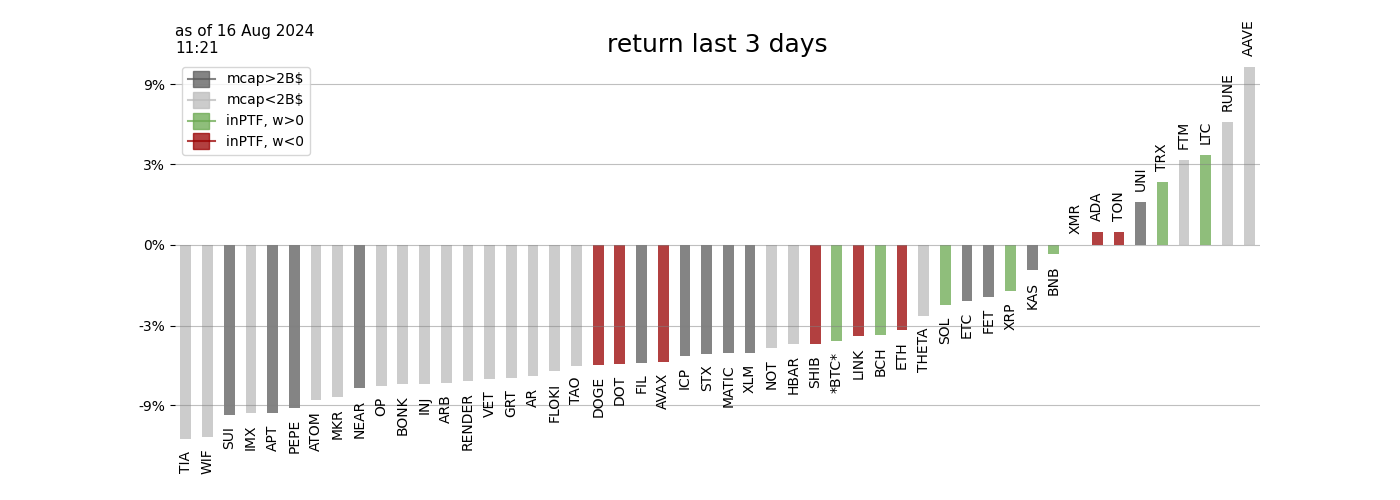 as of 16 Aug 2024
11:21
return last 3 days
mcap>2B$
mcap<2B$
inPTF, w>0
inPTF, w<0
9%
3%
0%
-3%
-9%
TIA
WIF
SUI
IMX
APT
PEPE
ATOM
MKR
NEAR
OP
BONK
INJ
ARB
RENDER
VET
GRT
AR
FLOKI
TAO
DOGE
DOT
FIL
AVAX
ICP
STX
MATIC
XLM
NOT
HBAR
SHIB
*BTC*
LINK
BCH
ETH
THETA
SOL
ETC
FET
XRP
KAS
BNB
XMR
ADA
TON
UNI
TRX
FTM
LTC
RUNE
AAVE